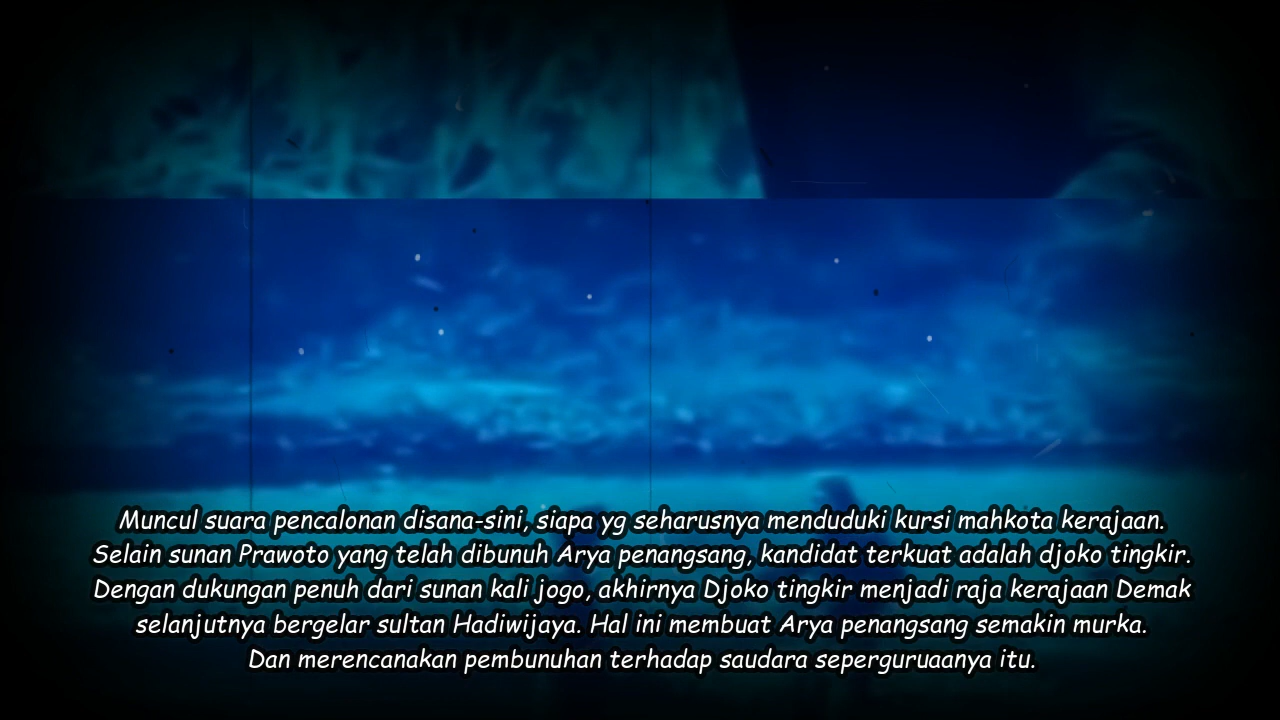 Muncul suara pencalonan disana-sini, siapa yg seharusnya menduduki kursi mahkota kerajaan.
Selain sunan Prawoto yang telah dibunuh Arya penangsang, kandidat terkuat adalah djoko tingkir.
Dengan dukungan penuh dari sunan kali jogo, akhirnya Djoko tingkir menjadi raja kerajaan Demak
selanjutnya bergelar sultan Hadiwijaya. Hal ini membuat Arya penangsang semakin murka.
Dan merencanakan pembunuhan terhadap saudara seperguruaanya itu.